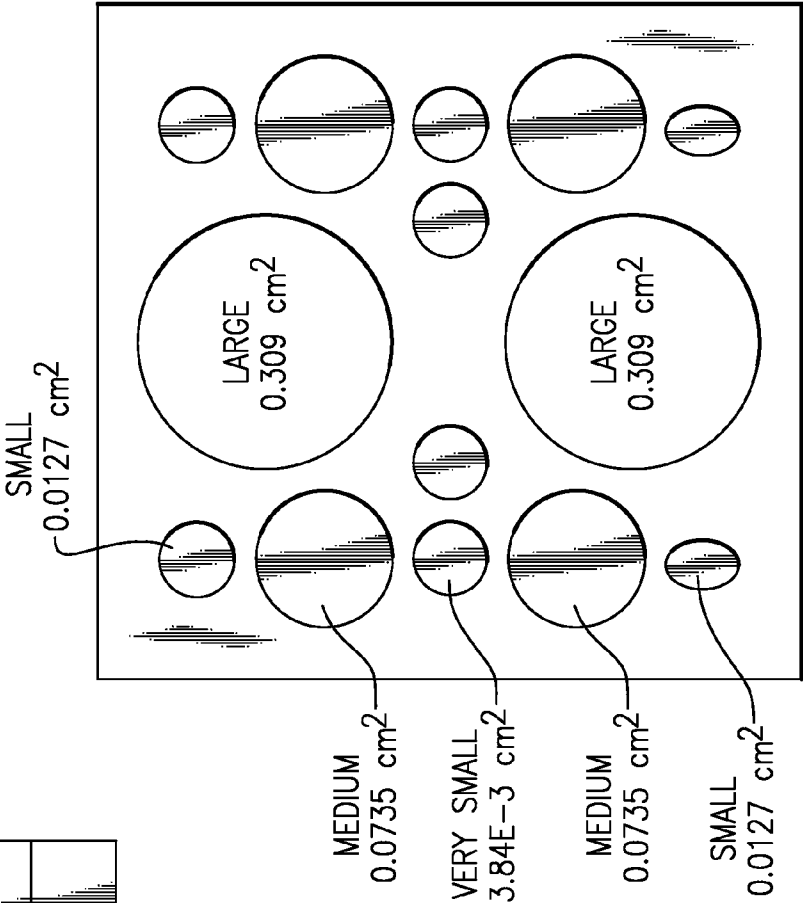 SMALL
0.0127 cm2
LARGE
0.309 cm2
LARGE
0.309 cm2
MEDIUM
0.0735 cm2
VERY SMALL
3.84E-3 cm2
MEDIUM
0.0735 cm2
SMALL
0.0127 cm2